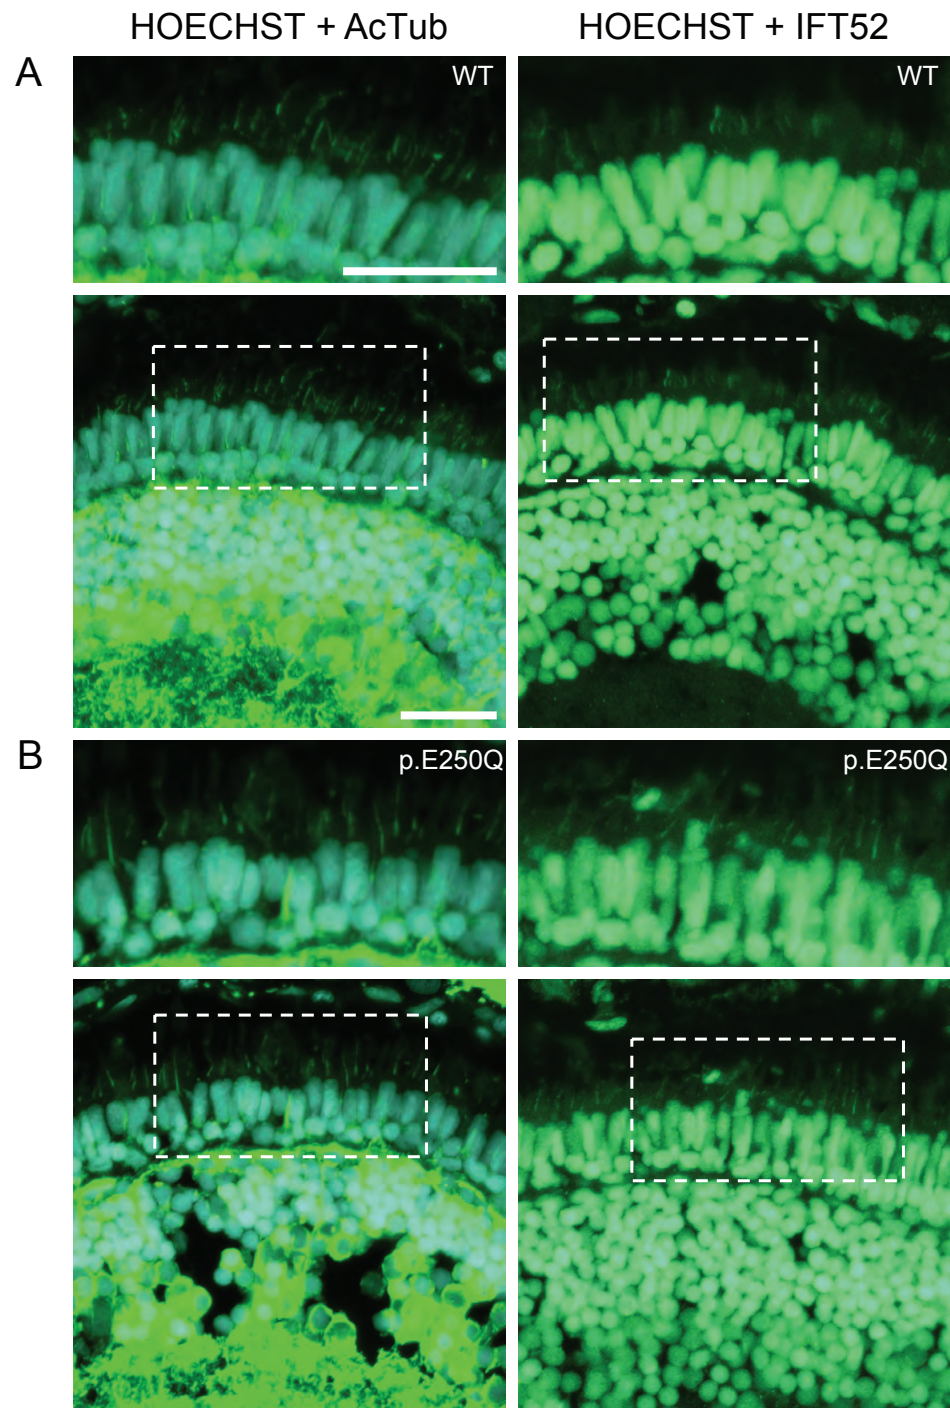 HOECHST + AcTub
HOECHST + IFT52
A
WT
WT
B
p.E250Q
p.E250Q